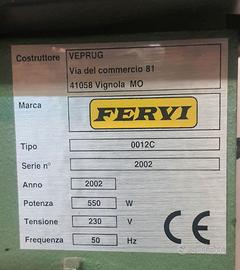 Costruttore VEPRUG
Via del commercio 81
41058 Vignola MO
Marca FERVI
Tipo 0012C
Serie n° 2002
Anno 2002
Potenza 550 W
Tensione 230 V
Frequenza 50 Hz
CE